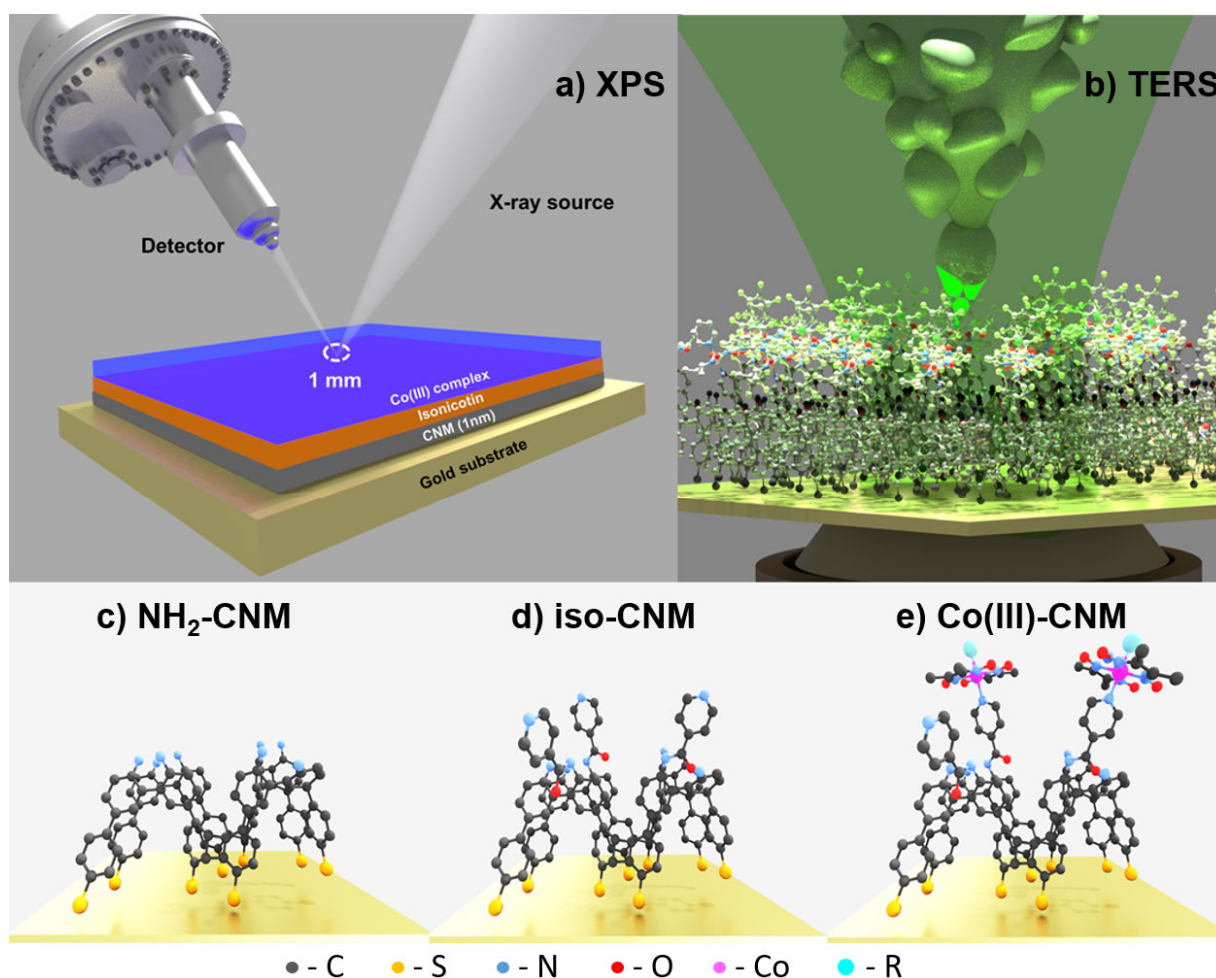 a) XPS
b) TERS
X-ray source
Detector
1 mm
Co(III) complex
Isonicotin
CNM (1nm)
Gold substrate
c) NH₂-CNM
d) iso-CNM
e) Co(III)-CNM
- C - S - N - O - Co - R